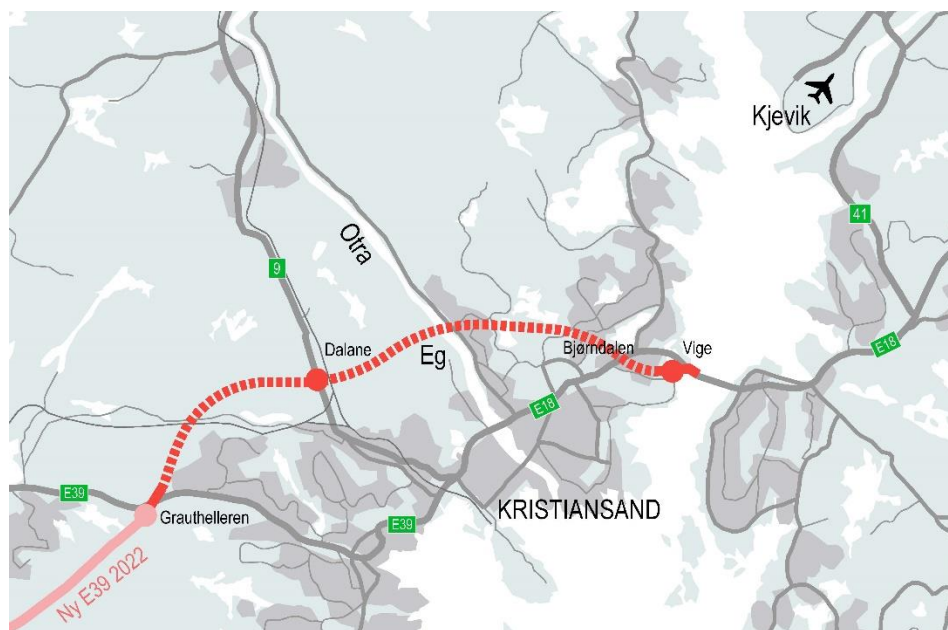 Kjevik
41
Otra
9
E18
Dalane
Eg
Bjørndalen
Vige
E18
E39
KRISTIANSAND
Grauthelleren
E39
Ny E39 2022